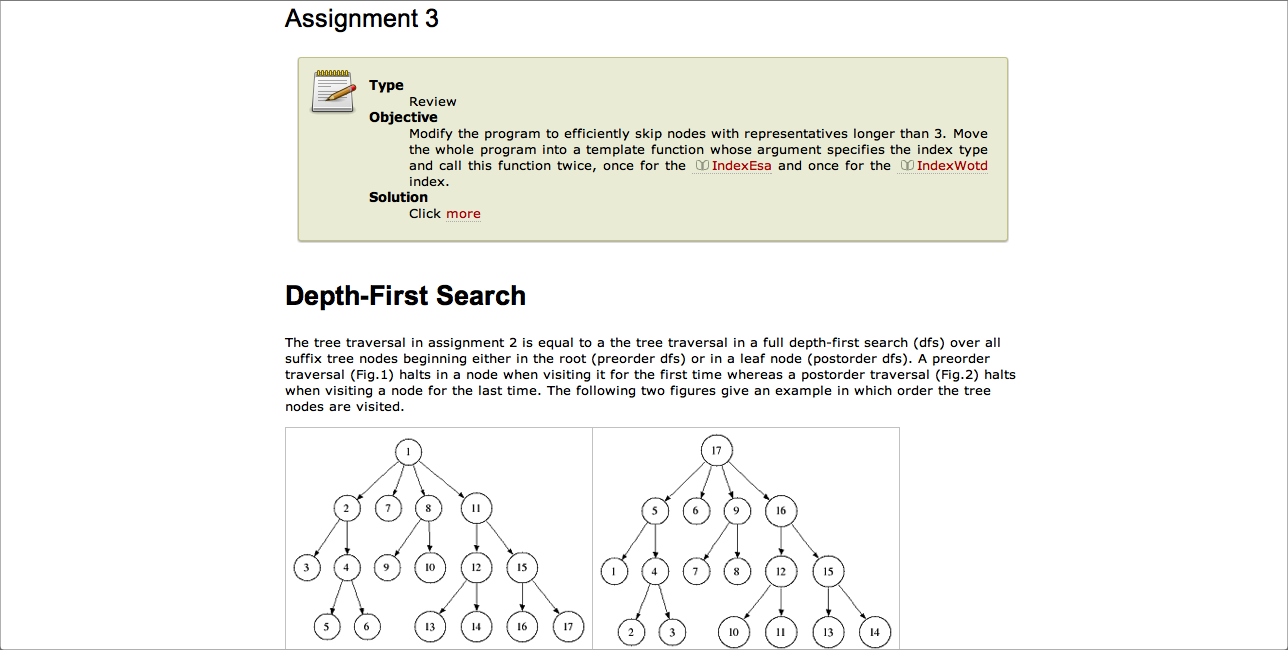 Assignment 3
Type
Review
Objective
Modify the program to efficiently skip nodes with representatives longer than 3. Move
the whole program into a template function whose argument specifies the index type
and call this function twice, once for the IndexEsa and once for the IndexWotd
index.
Solution
Click more
Depth-First Search
The tree traversal in assignment 2 is equal to a the tree traversal in a full depth-first search (dfs) over all
suffix tree nodes beginning either in the root (preorder dfs) or in a leaf node (postorder dfs). A preorder
traversal (Fig.1) halts in a node when visiting it for the first time whereas a postorder traversal (Fig.2) halts
when visiting a node for the last time. The following two figures give an example in which order the tree
nodes are visited.
1
2 7 8 11
3 4 9 10 12 15
5 6 13 14 16 17
17
5 6 9 16
1 4 7 8 12 15
2 3 10 11 13 14